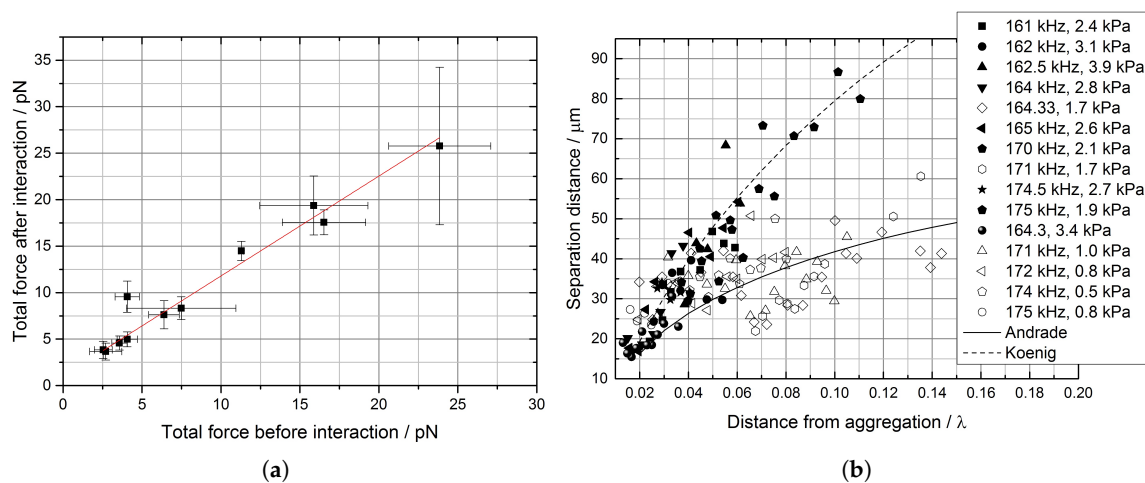 Total force after interaction / pN
37.5
35
30
25
20
15
10
5
0
0
5
10
15
20
25
30
Total force before interaction / pN
(a)
Separation distance / μm
90
80
70
60
50
40
30
20
10
0.02
0.04
0.06
0.08
0.10
0.12
0.14
0.16
0.18
0.20
Distance from aggregation / λ
(b)
161 kHz, 2.4 kPa
162 kHz, 3.1 kPa
162.5 kHz, 3.9 kPa
164 kHz, 2.8 kPa
164.33, 1.7 kPa
165 kHz, 2.6 kPa
170 kHz, 2.1 kPa
171 kHz, 1.7 kPa
174.5 kHz, 2.7 kPa
175 kHz, 1.9 kPa
164.3, 3.4 kPa
171 kHz, 1.0 kPa
172 kHz, 0.8 kPa
174 kHz, 0.5 kPa
175 kHz, 0.8 kPa
Andrade
Koenig